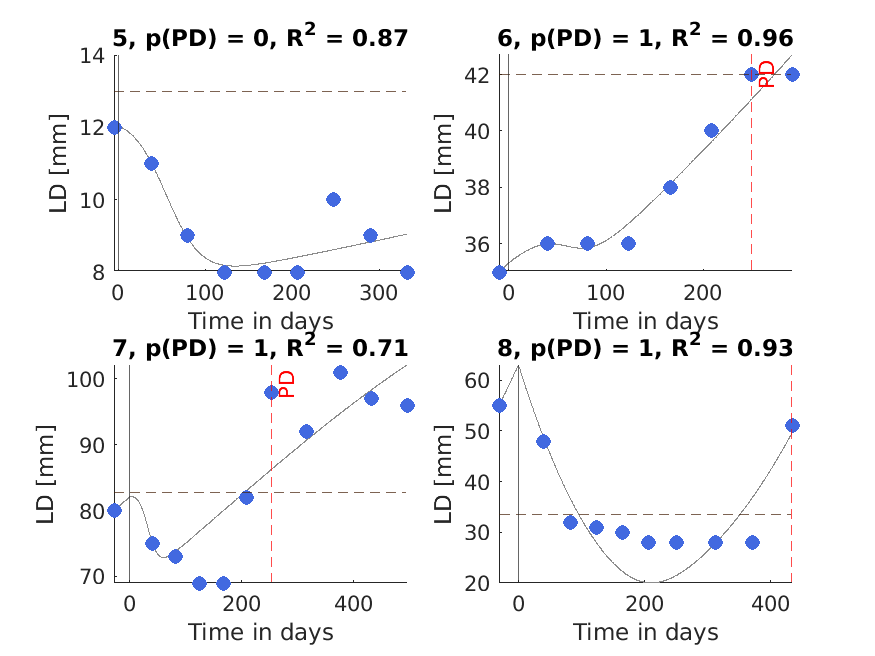 5, p(PD) = 0, R² = 0.87
14
12
10
8
LD [mm]
0 100 200 300
Time in days
6, p(PD) = 1, R² = 0.96
42
40
38
36
LD [mm]
PD
0 100 200
Time in days
7, p(PD) = 1, R² = 0.71
100
90
80
70
LD [mm]
PD
0 200 400
Time in days
8, p(PD) = 1, R² = 0.93
60
50
40
30
20
LD [mm]
0 200 400
Time in days